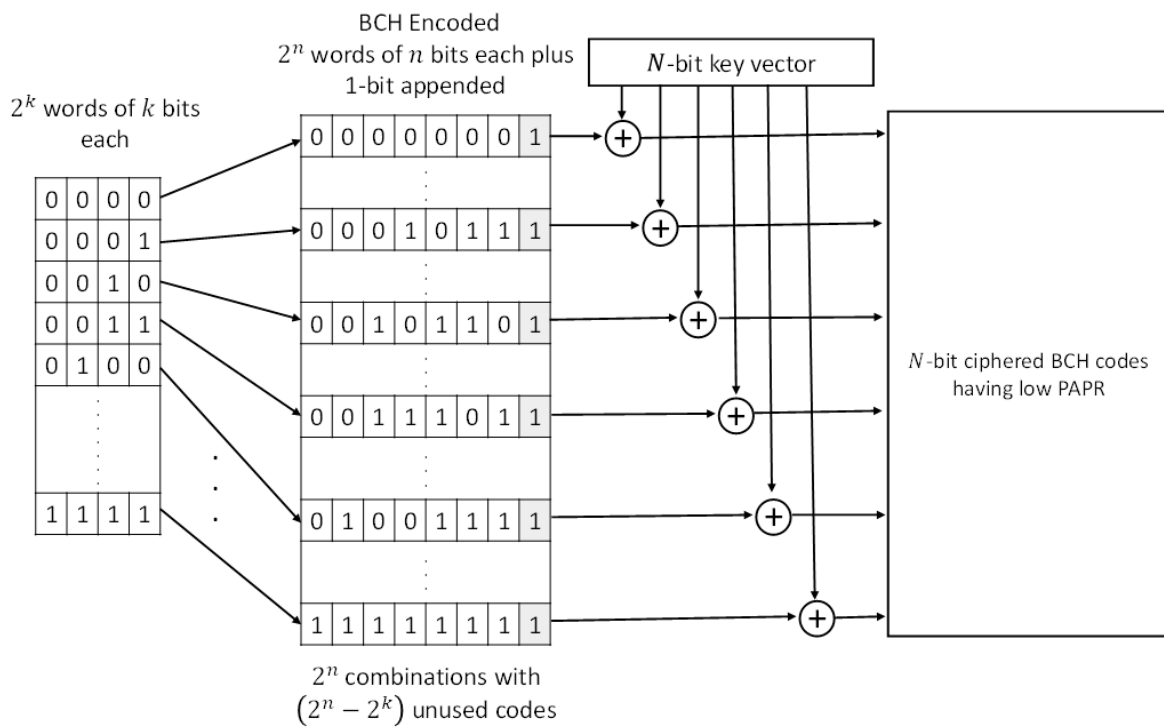 BCH Encoded
2^n words of n bits each plus
1-bit appended
N-bit key vector
2^k words of k bits
each
0 0 0 0
0 0 0 1
0 0 1 0
0 0 1 1
0 1 0 0
1 1 1 1
0 0 0 0 0 0 0 1
0 0 0 1 0 1 1 1
0 0 1 0 1 1 0 1
0 0 1 1 1 0 1 1
0 1 0 0 1 1 1 1
1 1 1 1 1 1 1 1
+
+
+
+
+
+
N-bit ciphered BCH codes
having low PAPR
2^n combinations with
(2^n − 2^k) unused codes